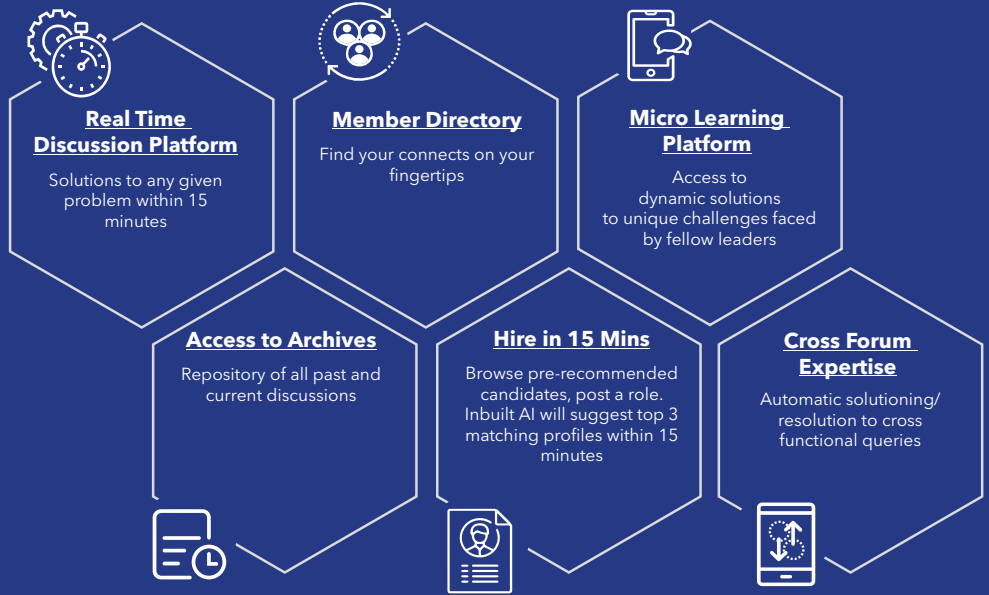 Real Time
Discussion Platform
Solutions to any given
problem within 15
minutes
Member Directory
Find your connects on your
fingertips
Micro Learning
Platform
Access to
dynamic solutions
to unique challenges faced
by fellow leaders
Access to Archives
Repository of all past and
current discussions
Hire in 15 Mins
Browse pre-recommended
candidates, post a role.
Inbuilt AI will suggest top 3
matching profiles within 15
minutes
Cross Forum
Expertise
Automatic solutioning/
resolution to cross
functional queries